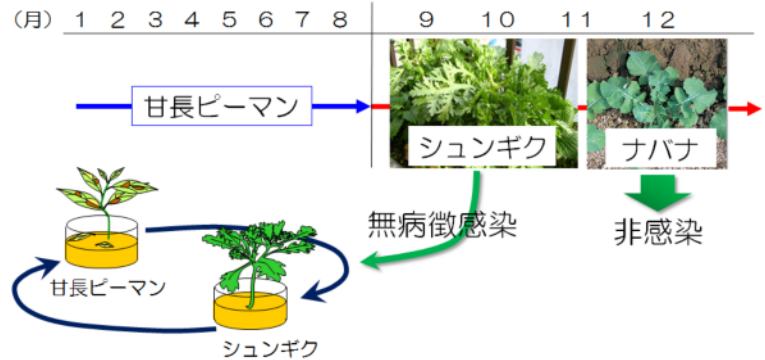 (月) 1 2 3 4 5 6 7 8 9 10 11 12
甘長ピーマン
シュンギク
ナバナ
無病徴感染
非感染
甘長ピーマン
シュンギク